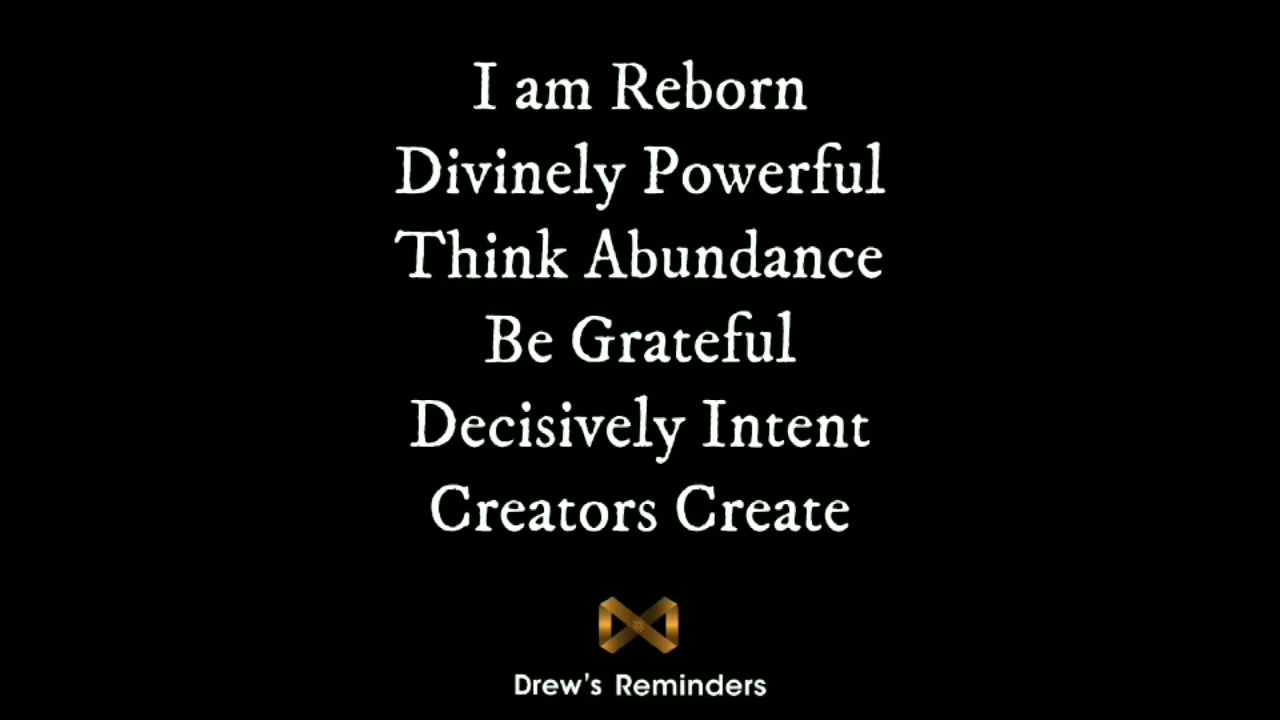 I am Reborn
Divinely Powerful
Think Abundance
Be Grateful
Decisively Intent
Creators Create
Drew's Reminders